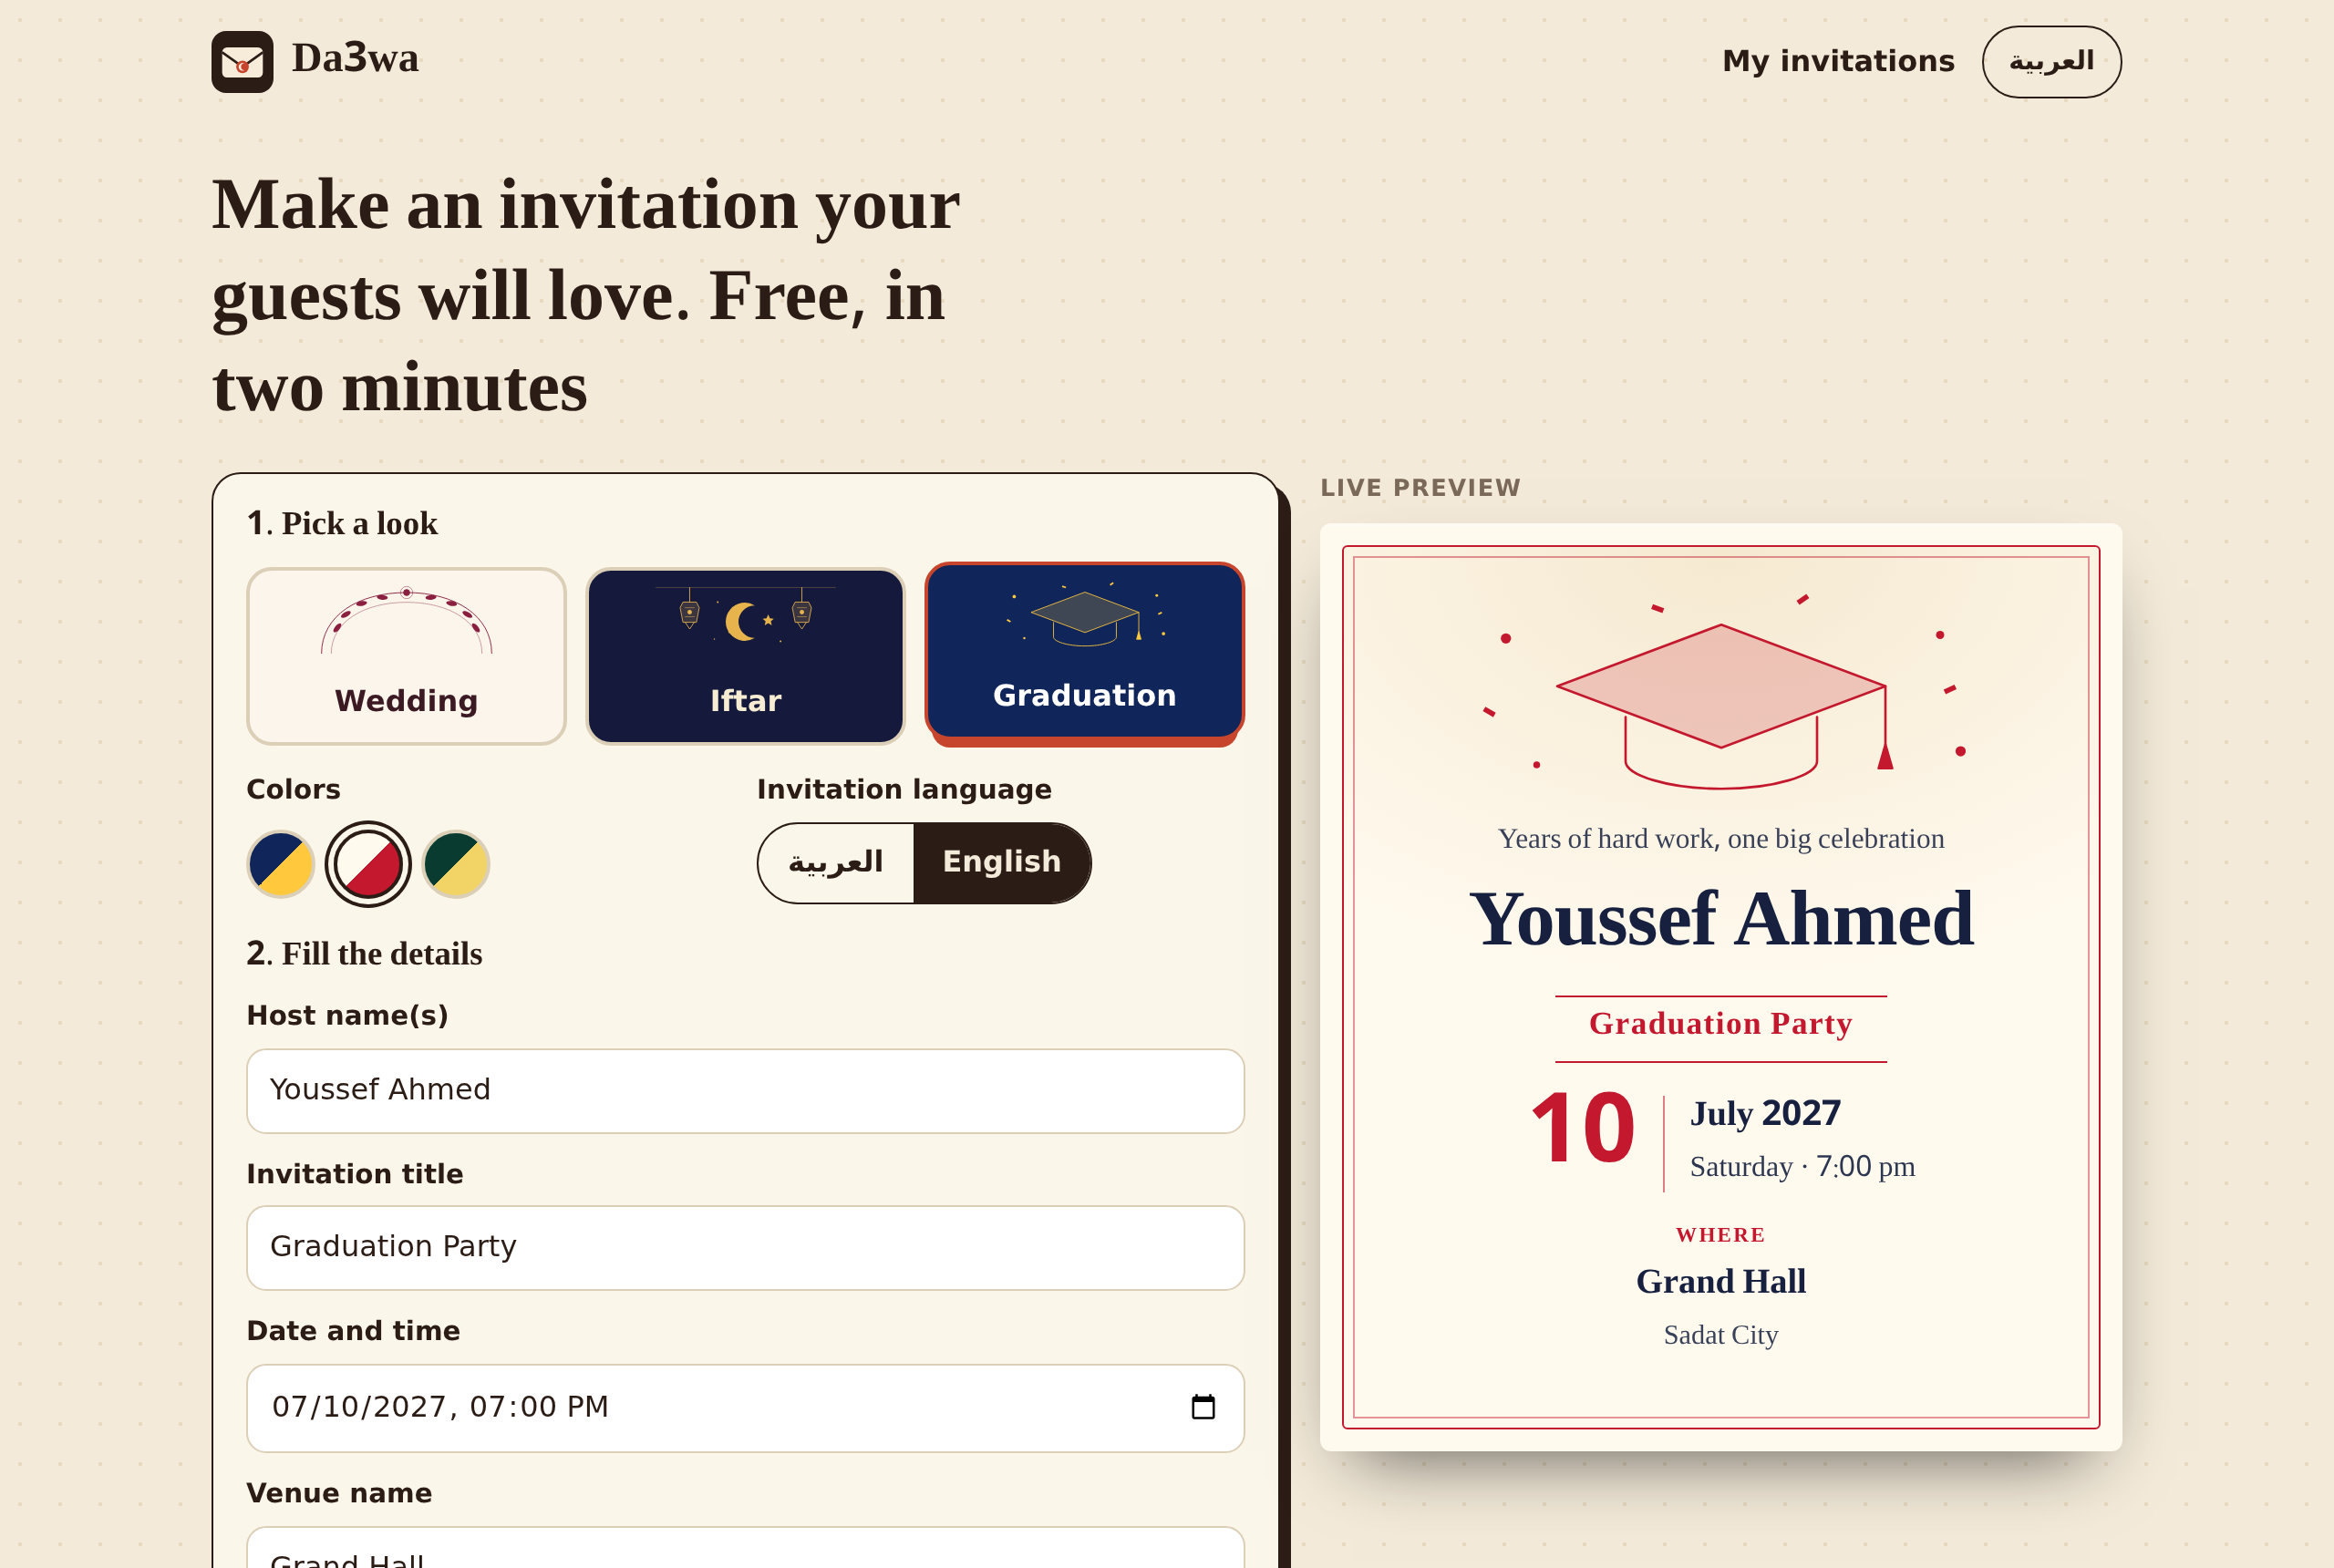 Da3wa
My invitations
العربية
Make an invitation your
guests will love. Free, in
two minutes
1. Pick a look
Wedding
Iftar
Graduation
Colors
Invitation language
العربية
English
2. Fill the details
Host name(s)
Youssef Ahmed
Invitation title
Graduation Party
Date and time
07/10/2027, 07:00 PM
Venue name
Grand Hall
LIVE PREVIEW
Years of hard work, one big celebration
Youssef Ahmed
Graduation Party
10
July 2027
Saturday · 7:00 pm
WHERE
Grand Hall
Sadat City